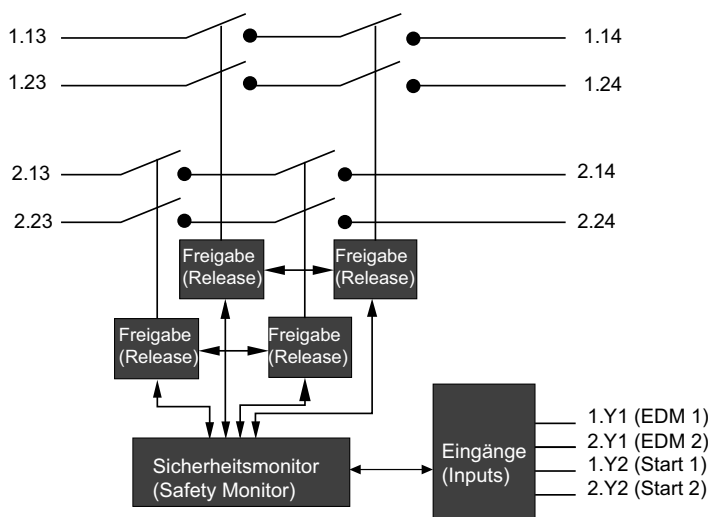 1.13
1.14
1.23
1.24
2.13
2.14
2.23
2.24
Freigabe
(Release)
Freigabe
(Release)
Freigabe
(Release)
Freigabe
(Release)
Sicherheitsmonitor
(Safety Monitor)
Eingänge
(Inputs)
1.Y1 (EDM 1)
2.Y1 (EDM 2)
1.Y2 (Start 1)
2.Y2 (Start 2)